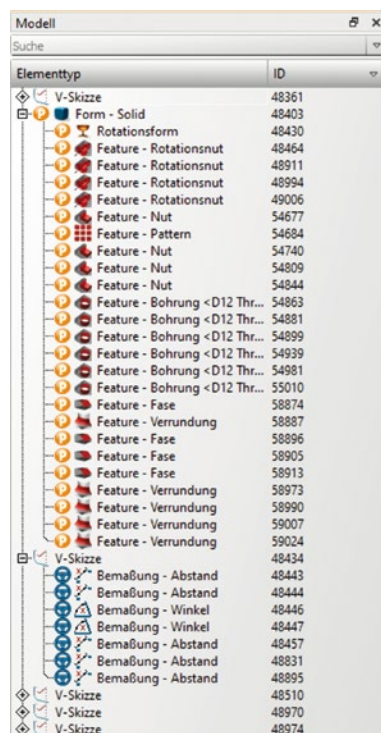 Modell
Suche
Elementtyp ID
V-Skizze 48361
Form - Solid 48403
Rotationsform 48430
Feature - Rotationsnut 48464
Feature - Rotationsnut 48911
Feature - Rotationsnut 48994
Feature - Rotationsnut 49006
Feature - Nut 54677
Feature - Pattern 54684
Feature - Nut 54740
Feature - Nut 54809
Feature - Nut 54844
Feature - Bohrung <D12 Thr... 54863
Feature - Bohrung <D12 Thr... 54881
Feature - Bohrung <D12 Thr... 54899
Feature - Bohrung <D12 Thr... 54939
Feature - Bohrung <D12 Thr... 54981
Feature - Bohrung <D12 Thr... 55010
Feature - Fase 58874
Feature - Verrundung 58887
Feature - Fase 58896
Feature - Fase 58905
Feature - Fase 58913
Feature - Verrundung 58973
Feature - Verrundung 58990
Feature - Verrundung 59007
Feature - Verrundung 59024
V-Skizze 48434
Bemaßung - Abstand 48443
Bemaßung - Abstand 48444
Bemaßung - Winkel 48446
Bemaßung - Winkel 48447
Bemaßung - Abstand 48457
Bemaßung - Abstand 48831
Bemaßung - Abstand 48895
V-Skizze 48510
V-Skizze 48970
V-Skizze 48974